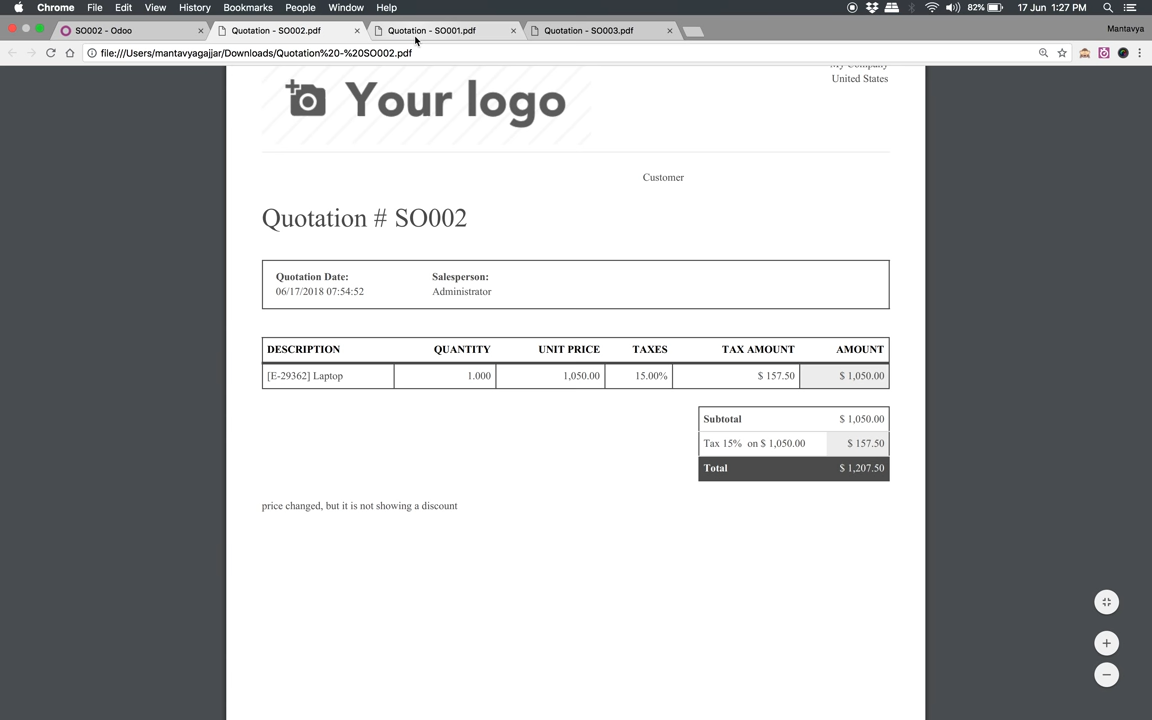 Chrome File Edit View History Bookmarks People Window Help 82% 17 Jun 1:27 PM
SO002 - Odoo Quotation - SO002.pdf Quotation - SO001.pdf Quotation - SO003.pdf Mantavya
file:///Users/mantavyagajjar/Downloads/Quotation%20-%20SO002.pdf
My Company
United States
Your logo
Customer
Quotation # SO002
Quotation Date: Salesperson:
06/17/2018 07:54:52 Administrator
DESCRIPTION QUANTITY UNIT PRICE TAXES TAX AMOUNT AMOUNT
[E-29362] Laptop 1.000 1,050.00 15.00% $ 157.50 $ 1,050.00
Subtotal $ 1,050.00
Tax 15% on $ 1,050.00 $ 157.50
Total $ 1,207.50
price changed, but it is not showing a discount